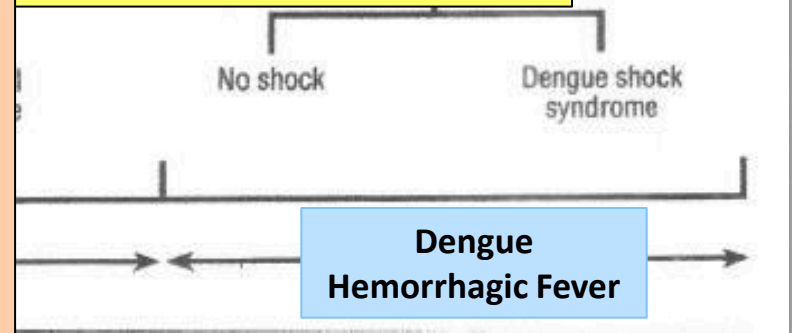 No shock
Dengue shock
syndrome
Dengue
Hemorrhagic Fever